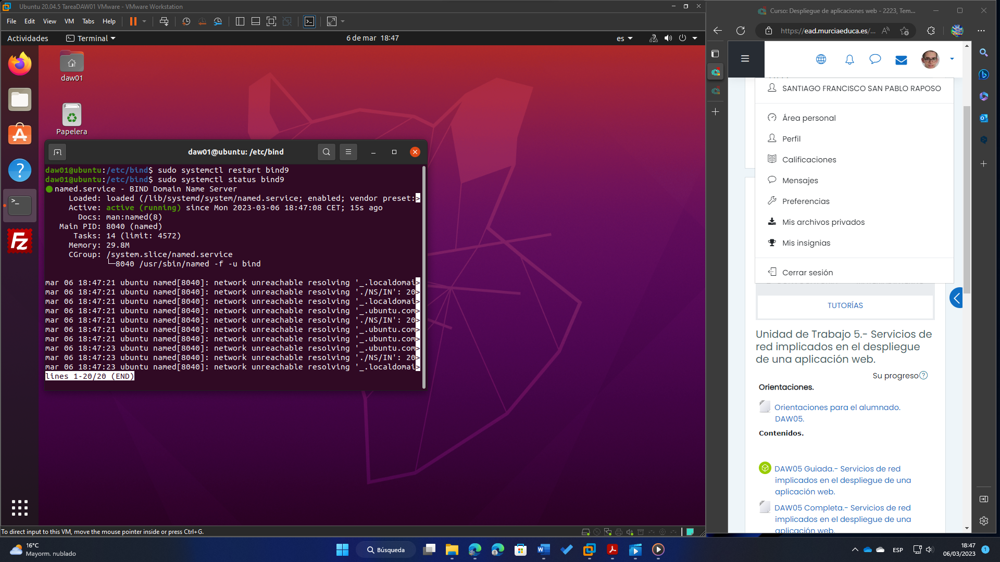 Ubuntu 20.04.5 TareaDAW01 VMware - VMware Workstation
File Edit View VM Tabs Help
Actividades
Terminal
6 de mar 18:47
es
daw01
Papelera
daw01@ubuntu: /etc/bind
daw01@ubuntu:/etc/bind$ sudo systemctl restart bind9
daw01@ubuntu:/etc/bind$ sudo systemctl status bind9
named.service - BIND Domain Name Server
Loaded: loaded (/lib/systemd/system/named.service; enabled; vendor preset:>
Active: active (running) since Mon 2023-03-06 18:47:08 CET; 15s ago
Docs: man:named(8)
Main PID: 8040 (named)
Tasks: 14 (limit: 4572)
Memory: 29.8M
CGroup: /system.slice/named.service
└─8040 /usr/sbin/named -f -u bind
mar 06 18:47:21 ubuntu named[8040]: network unreachable resolving '_.localdomai>
mar 06 18:47:21 ubuntu named[8040]: network unreachable resolving './NS/IN': 20>
mar 06 18:47:21 ubuntu named[8040]: network unreachable resolving '_.localdomai>
mar 06 18:47:21 ubuntu named[8040]: network unreachable resolving '_.ubuntu.com>
mar 06 18:47:21 ubuntu named[8040]: network unreachable resolving './NS/IN': 20>
mar 06 18:47:21 ubuntu named[8040]: network unreachable resolving '_.ubuntu.com>
mar 06 18:47:21 ubuntu named[8040]: network unreachable resolving '_.ubuntu.com>
mar 06 18:47:23 ubuntu named[8040]: network unreachable resolving '_.ubuntu.com>
mar 06 18:47:23 ubuntu named[8040]: network unreachable resolving './NS/IN': 20>
mar 06 18:47:23 ubuntu named[8040]: network unreachable resolving '_.localdomai>
lines 1-20/20 (END)
To direct input to this VM, move the mouse pointer inside or press Ctrl+G.
Curso: Despliegue de aplicaciones web - 2223, Tem...
https://ead.murciaeduca.es/...
SANTIAGO FRANCISCO SAN PABLO RAPOSO
Área personal
Perfil
Calificaciones
Mensajes
Preferencias
Mis archivos privados
Mis insignias
Cerrar sesión
TUTORÍAS
Unidad de Trabajo 5.- Servicios de
red implicados en el despliegue
de una aplicación web.
Su progreso
Orientaciones.
Orientaciones para el alumnado.
DAW05.
Contenidos.
DAW05 Guiada.- Servicios de red
implicados en el despliegue de una
aplicación web.
DAW05 Completa.- Servicios de red
implicados en el despliegue de una
aplicación web.
16°C
Mayorm. nublado
Búsqueda
ESP
18:47
06/03/2023
1